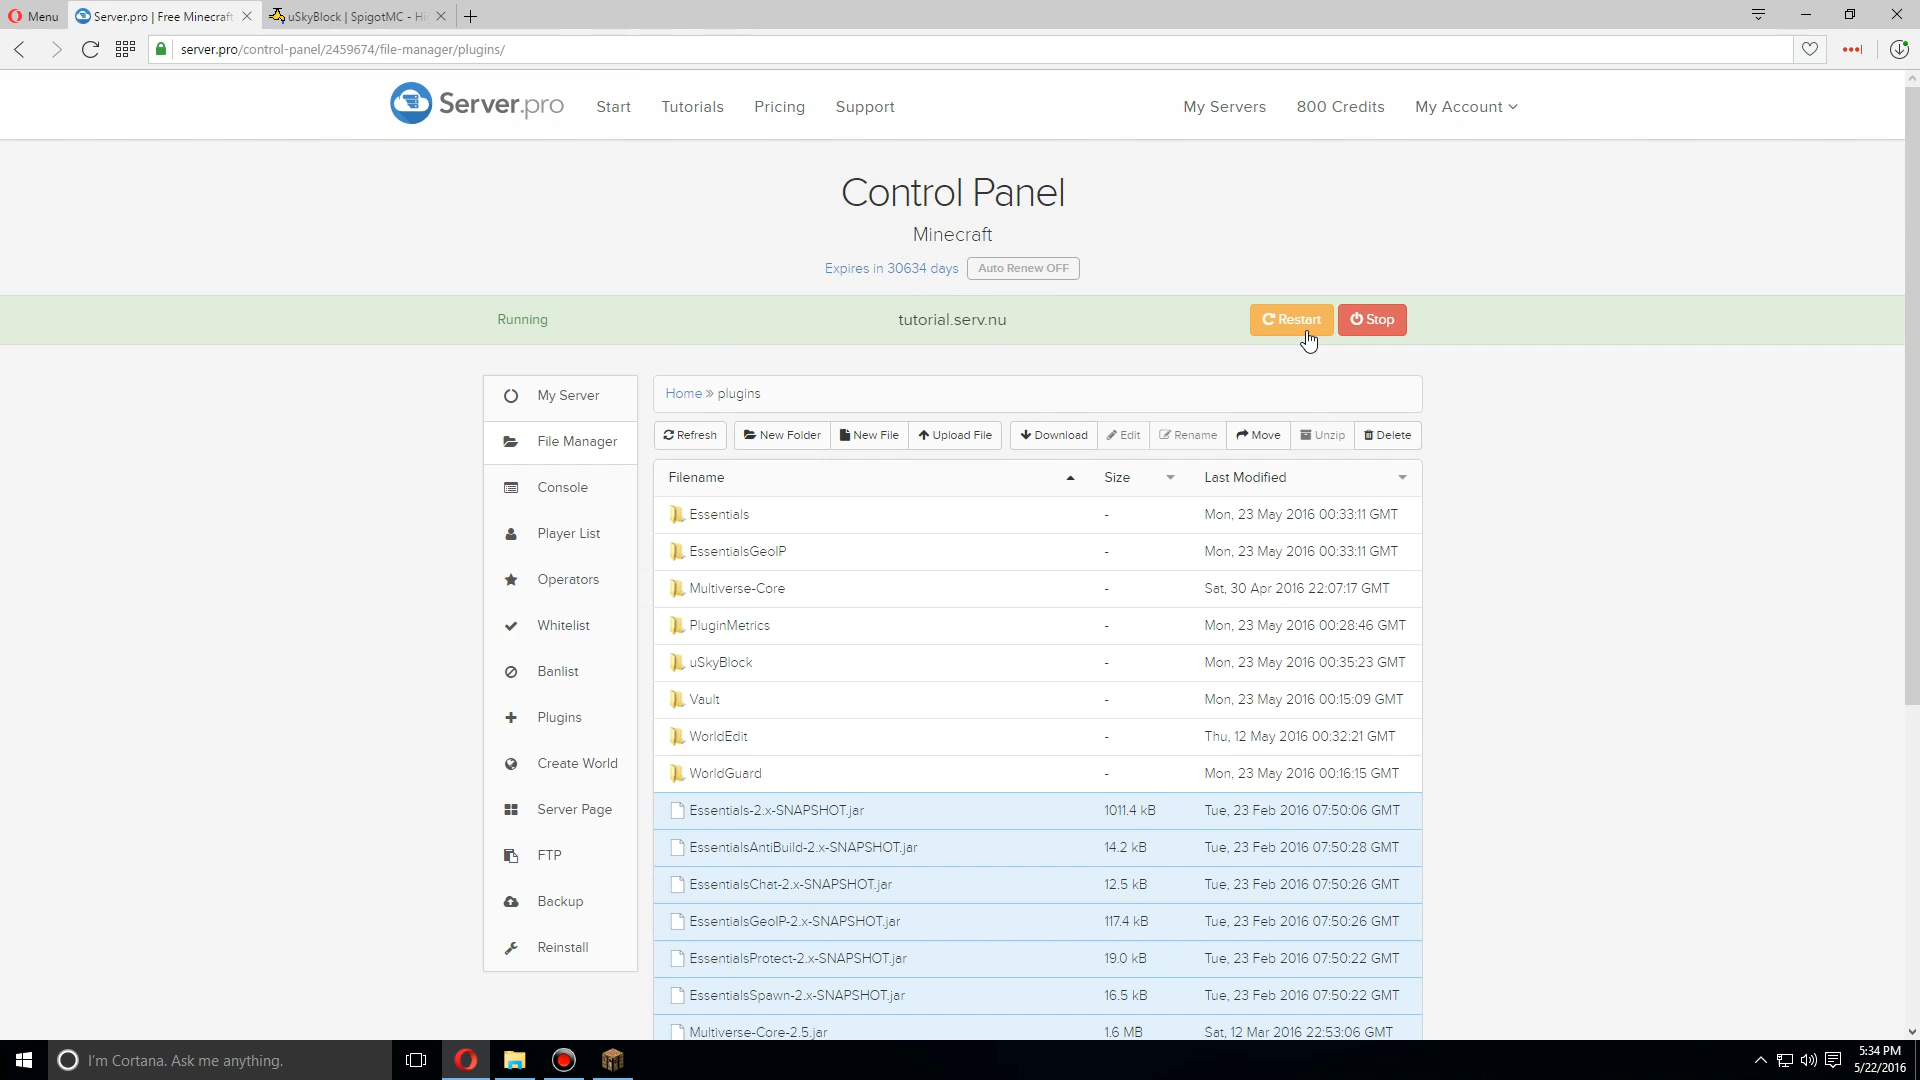 Menu
Server.pro | Free Minecraft
uSkyBlock | SpigotMC - Hi
server.pro/control-panel/2459674/file-manager/plugins/
Server.pro
Start
Tutorials
Pricing
Support
My Servers
800 Credits
My Account
Control Panel
Minecraft
Expires in 30634 days
Auto Renew OFF
Running
tutorial.serv.nu
Restart
Stop
My Server
File Manager
Console
Player List
Operators
Whitelist
Banlist
Plugins
Create World
Server Page
FTP
Backup
Reinstall
Home » plugins
Refresh
New Folder
New File
Upload File
Download
Edit
Rename
Move
Unzip
Delete
Filename Size Last Modified
Essentials - Mon, 23 May 2016 00:33:11 GMT
EssentialsGeoIP - Mon, 23 May 2016 00:33:11 GMT
Multiverse-Core - Sat, 30 Apr 2016 22:07:17 GMT
PluginMetrics - Mon, 23 May 2016 00:28:46 GMT
uSkyBlock - Mon, 23 May 2016 00:35:23 GMT
Vault - Mon, 23 May 2016 00:15:09 GMT
WorldEdit - Thu, 12 May 2016 00:32:21 GMT
WorldGuard - Mon, 23 May 2016 00:16:15 GMT
Essentials-2.x-SNAPSHOT.jar 1011.4 kB Tue, 23 Feb 2016 07:50:06 GMT
EssentialsAntiBuild-2.x-SNAPSHOT.jar 14.2 kB Tue, 23 Feb 2016 07:50:28 GMT
EssentialsChat-2.x-SNAPSHOT.jar 12.5 kB Tue, 23 Feb 2016 07:50:26 GMT
EssentialsGeoIP-2.x-SNAPSHOT.jar 117.4 kB Tue, 23 Feb 2016 07:50:26 GMT
EssentialsProtect-2.x-SNAPSHOT.jar 19.0 kB Tue, 23 Feb 2016 07:50:22 GMT
EssentialsSpawn-2.x-SNAPSHOT.jar 16.5 kB Tue, 23 Feb 2016 07:50:22 GMT
Multiverse-Core-2.5.jar 1.6 MB Sat, 12 Mar 2016 22:53:06 GMT
I'm Cortana. Ask me anything.
5:34 PM
5/22/2016